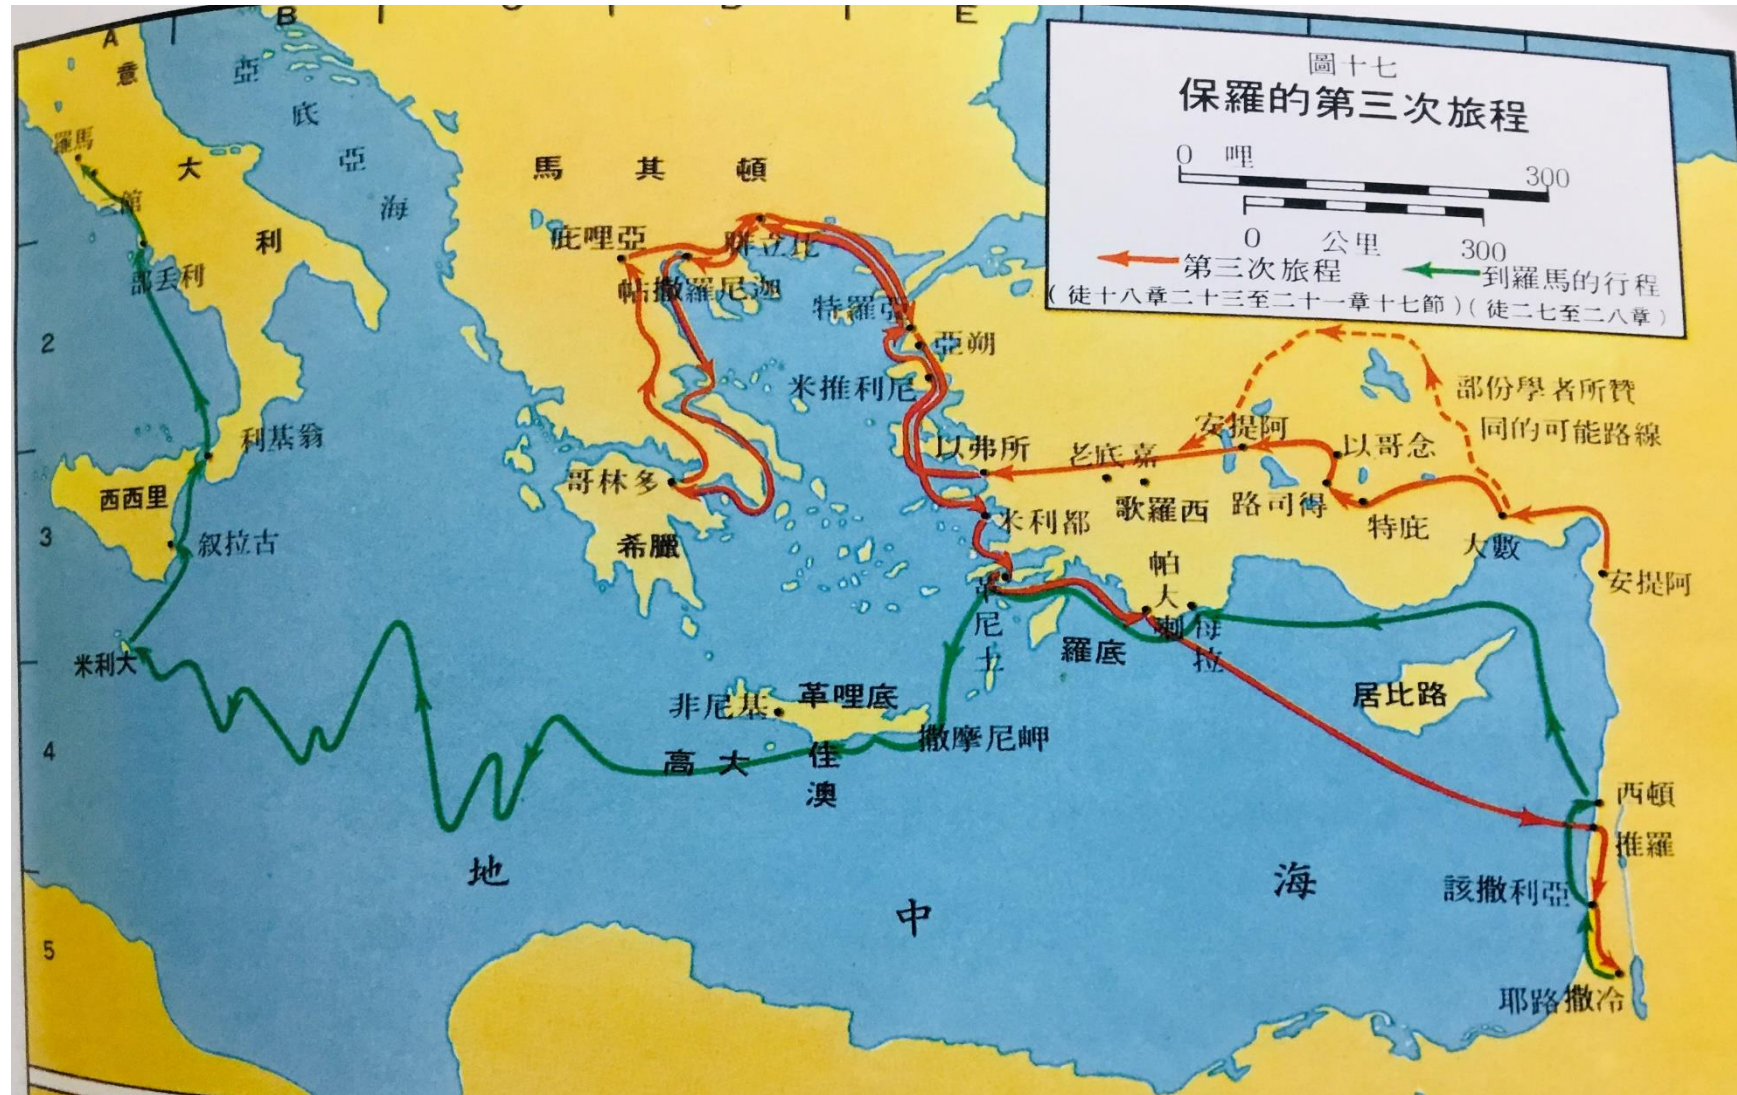 A
B
D
E
圖十七
保羅的第三次旅程
0 哩 300
0 公里 300
第三次旅程 到羅馬的行程
(徒十八章二十三至二十一章十七節)(徒二七至二八章)
意大利
亞底亞海
羅馬
三館
部丟利
馬其頓
庇哩亞
腓立比
帖撒羅尼迦
特羅亞
亞朔
米推利尼
2
部份學者所贊
同的可能路線
利基翁
以弗所
老底嘉
安提阿
以哥念
西西里
哥林多
歌羅西
路司得
特庇
大數
3
叙拉古
希臘
米利都
帕大喇
安提阿
革尼土
每拉
羅底
米利大
非尼基
革哩底
居比路
撒摩尼岬
4
高大
佳澳
西頓
推羅
地中海
該撒利亞
5
耶路撒冷